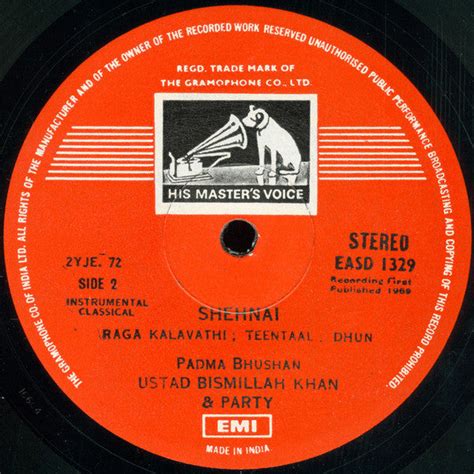 ALL RIGHTS OF THE MANUFACTURER AND OF THE OWNER OF THE RECORDED WORK RESERVED UNAUTHORISED PUBLIC PERFORMANCE BROADCASTING AND COPYING OF THIS RECORD PROHIBITED.
REGD. TRADE MARK OF
THE GRAMOPHONE CO., LTD.
HIS MASTER'S VOICE
2YJE. 72
SIDE 2
INSTRUMENTAL
CLASSICAL
STEREO
EASD 1329
Recording First
Published 1969
SHEHNAI
RAGA KALAVATHI ; TEENTAAL ; DHUN
PADMA BHUSHAN
USTAD BISMILLAH KHAN
& PARTY
EMI
MADE IN INDIA.
THE GRAMOPHONE CO OF INDIA LTD.